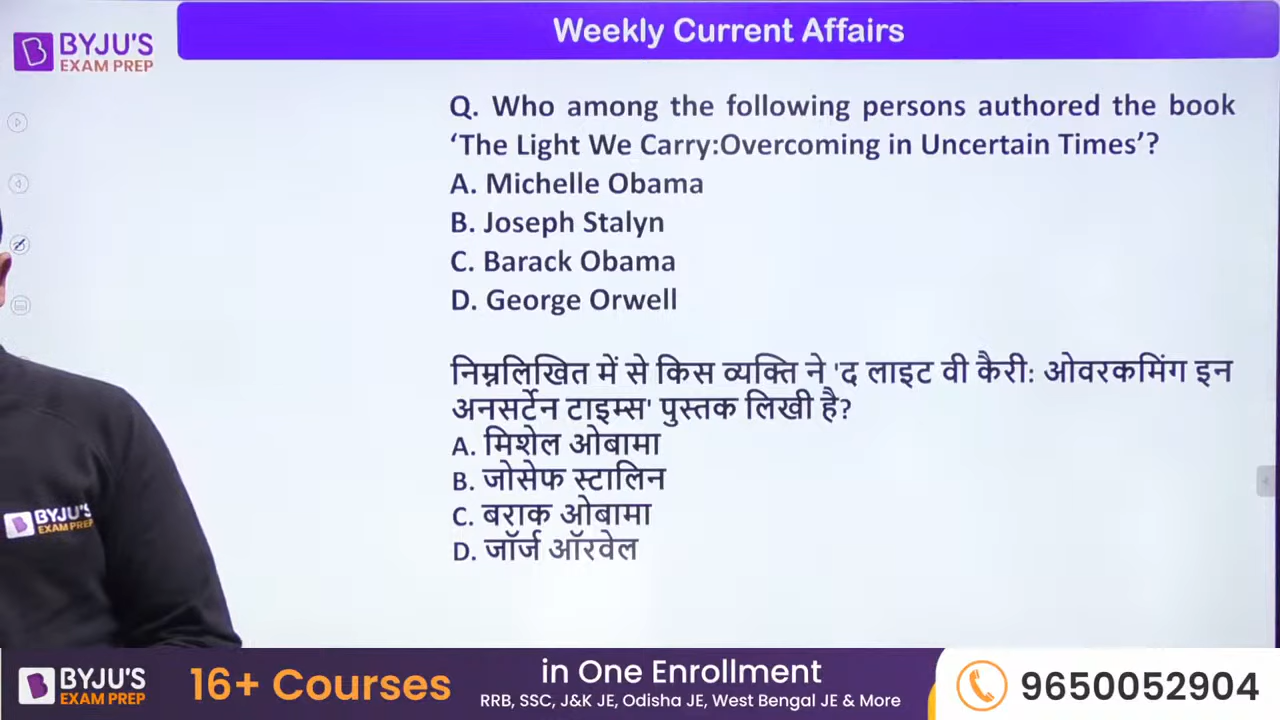 BYJU'S
EXAM PREP
Weekly Current Affairs
Q. Who among the following persons authored the book
‘The Light We Carry:Overcoming in Uncertain Times’?
A. Michelle Obama
B. Joseph Stalyn
C. Barack Obama
D. George Orwell
निम्नलिखित में से किस व्यक्ति ने 'द लाइट वी कैरी: ओवरकमिंग इन
अनसर्टेन टाइम्स' पुस्तक लिखी है?
A. मिशेल ओबामा
B. जोसेफ स्टालिन
C. बराक ओबामा
D. जॉर्ज ऑरवेल
BYJU'S
EXAM PREP
BYJU'S
EXAM PREP
16+ Courses
in One Enrollment
RRB, SSC, J&K JE, Odisha JE, West Bengal JE & More
9650052904